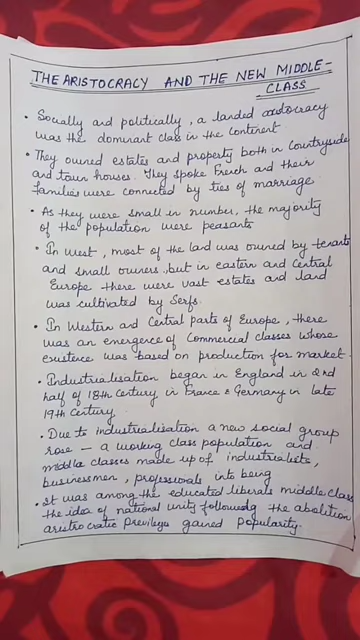 THE ARISTOCRACY AND THE NEW MIDDLE-
CLASS
• Socially and politically, a landed autocracy
was the dominant class in the continent
• They owned estates and property both in Countryside
and town houses. They spoke French and their
families were connected by ties of marriage.
• As they were small in number, the majority
of the population were peasants
• In West, most of the land was owned by tenants
and small owners, but in eastern and Central
Europe there were vast estates and land
was cultivated by Serfs.
• In Western and Central parts of Europe, there
was an emergence of Commercial classes whose
existence was based on production for market.
• Industrialisation began in England in 2nd
half of 18th Century in France & Germany in late
19th Century.
• Due to industrialisation a new social group
rose - a working class population and
middle classes made up of industrialists,
businessmen, professionals into being
• It was among the educated liberals middle class
the idea of national unity following the abolition
aristrocratic previleges gained popularity.